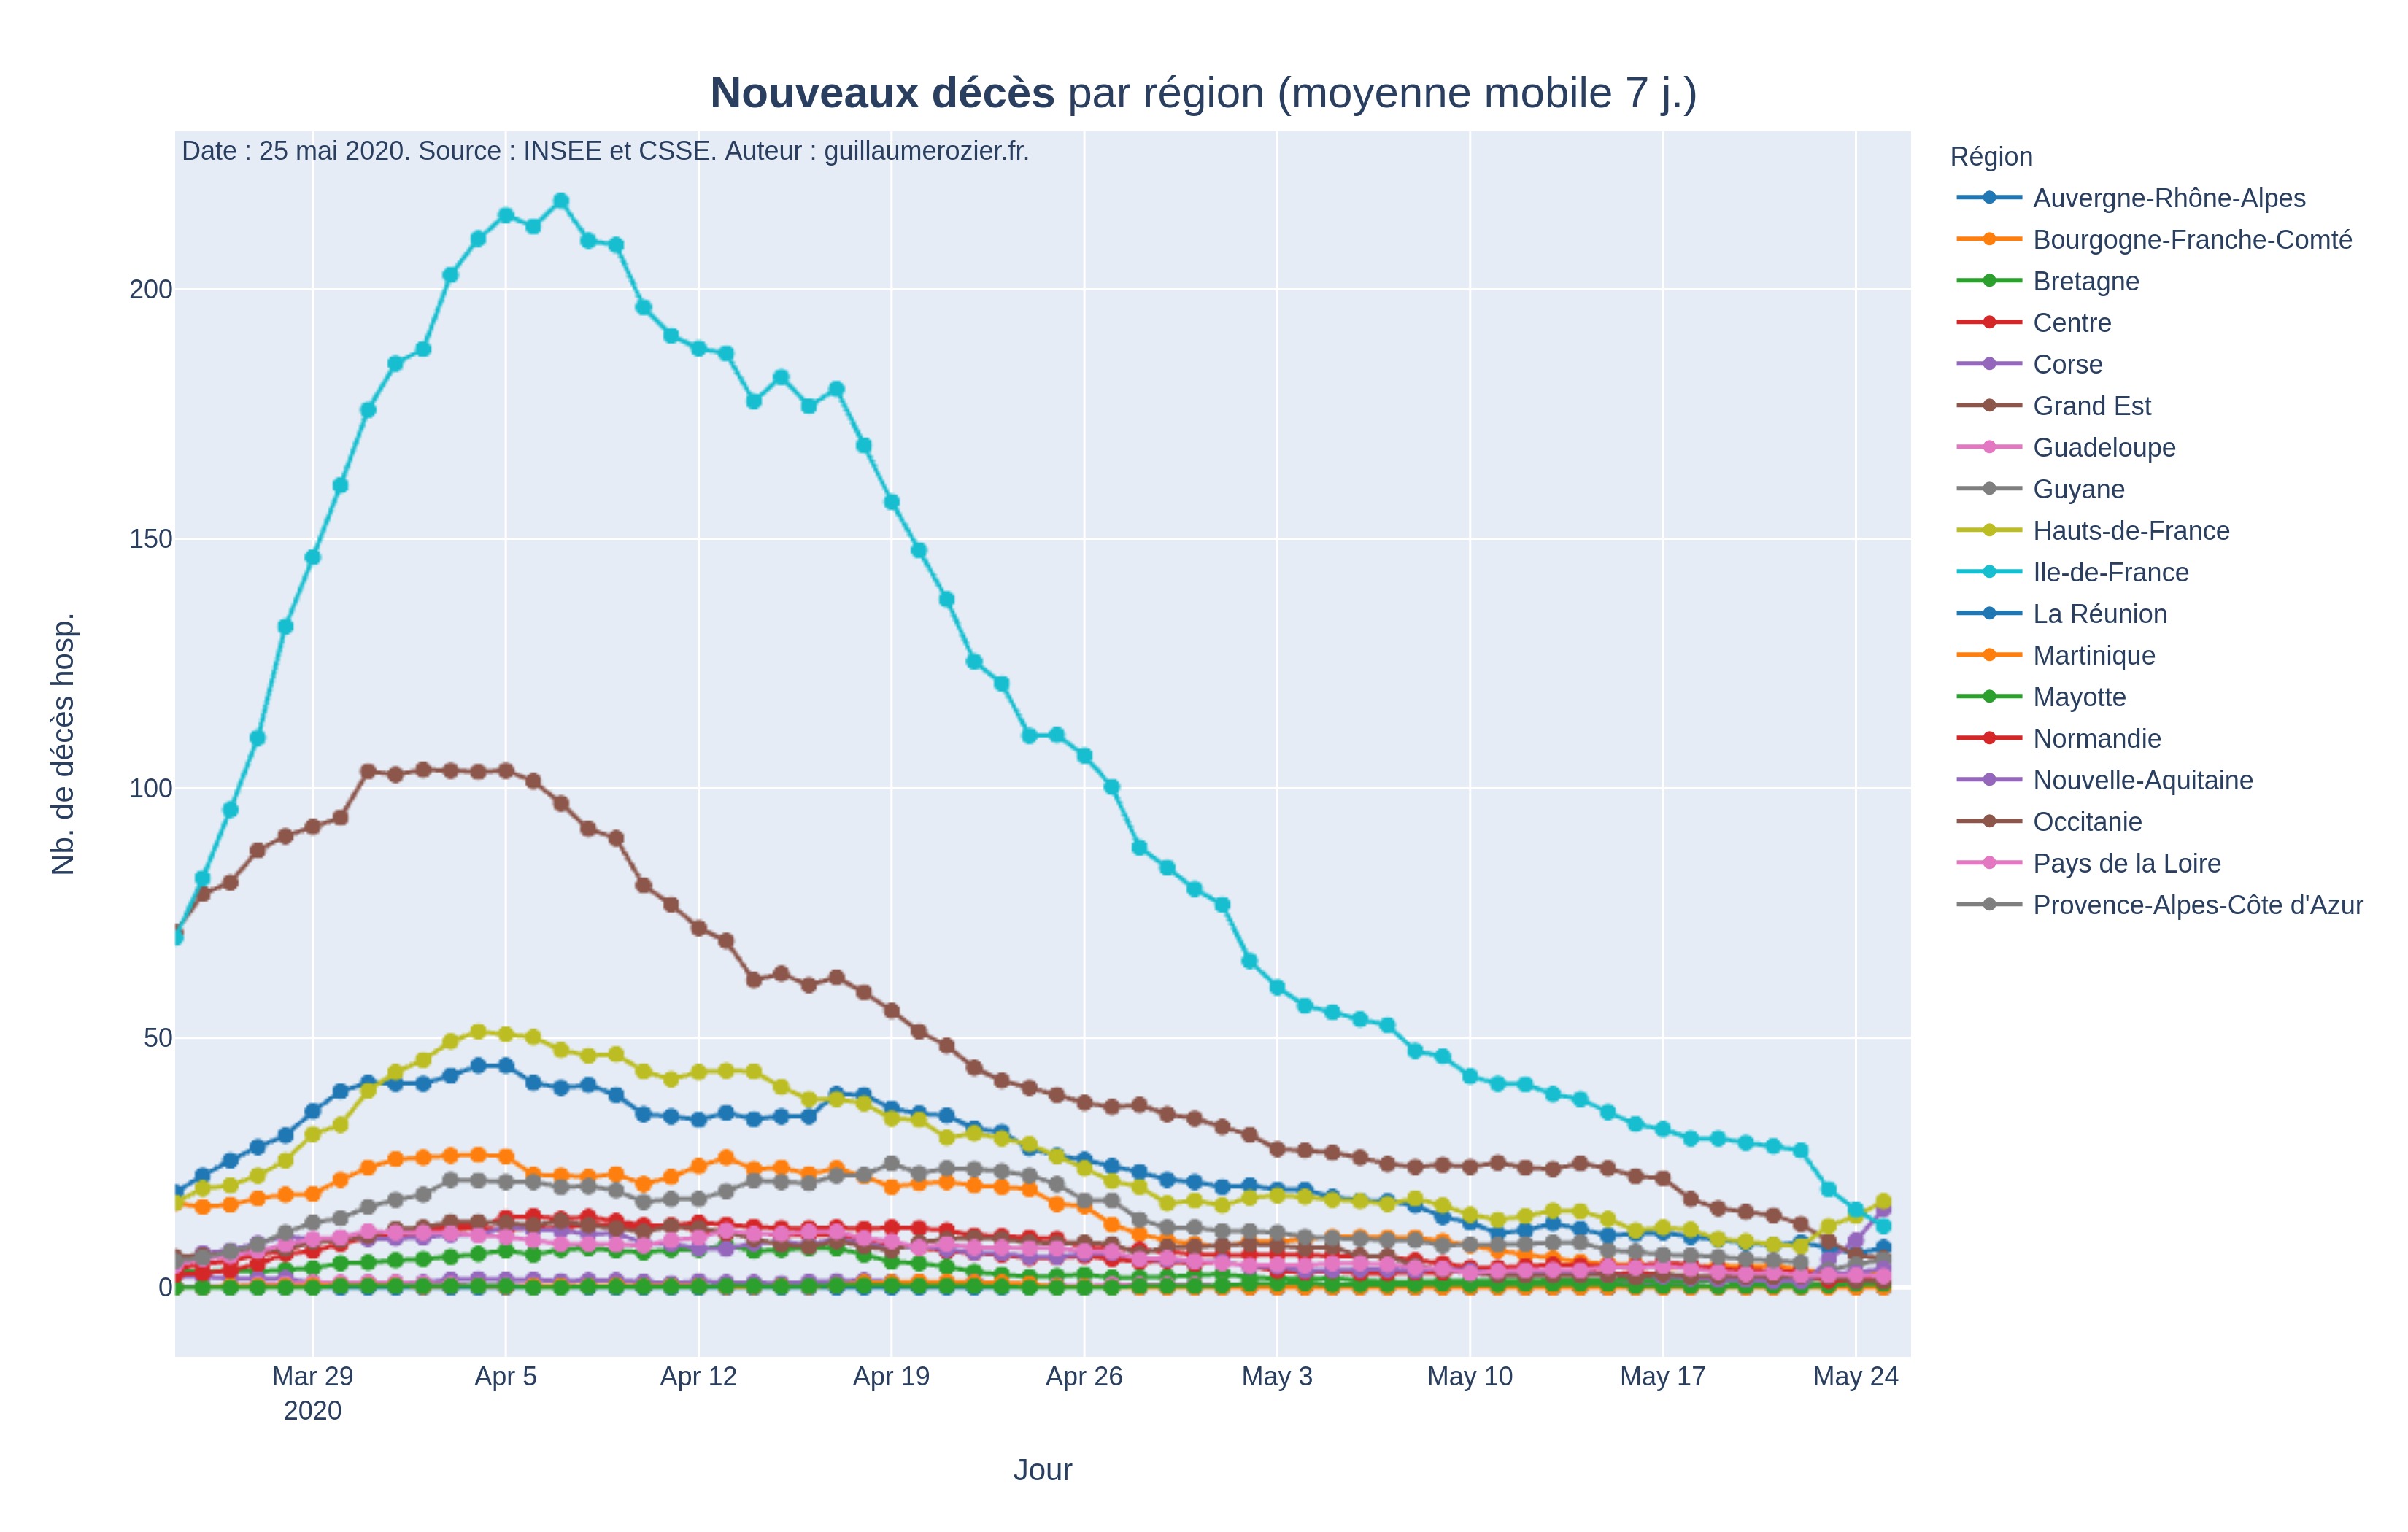 Nouveaux décès par région (moyenne mobile 7 j.)
Date : 25 mai 2020. Source : INSEE et CSSE. Auteur : guillaumerozier.fr.
Nb. de décès hosp.
200
150
100
50
0
Mar 29
2020
Apr 5
Apr 12
Apr 19
Apr 26
May 3
May 10
May 17
May 24
Jour
Région
Auvergne-Rhône-Alpes
Bourgogne-Franche-Comté
Bretagne
Centre
Corse
Grand Est
Guadeloupe
Guyane
Hauts-de-France
Ile-de-France
La Réunion
Martinique
Mayotte
Normandie
Nouvelle-Aquitaine
Occitanie
Pays de la Loire
Provence-Alpes-Côte d'Azur